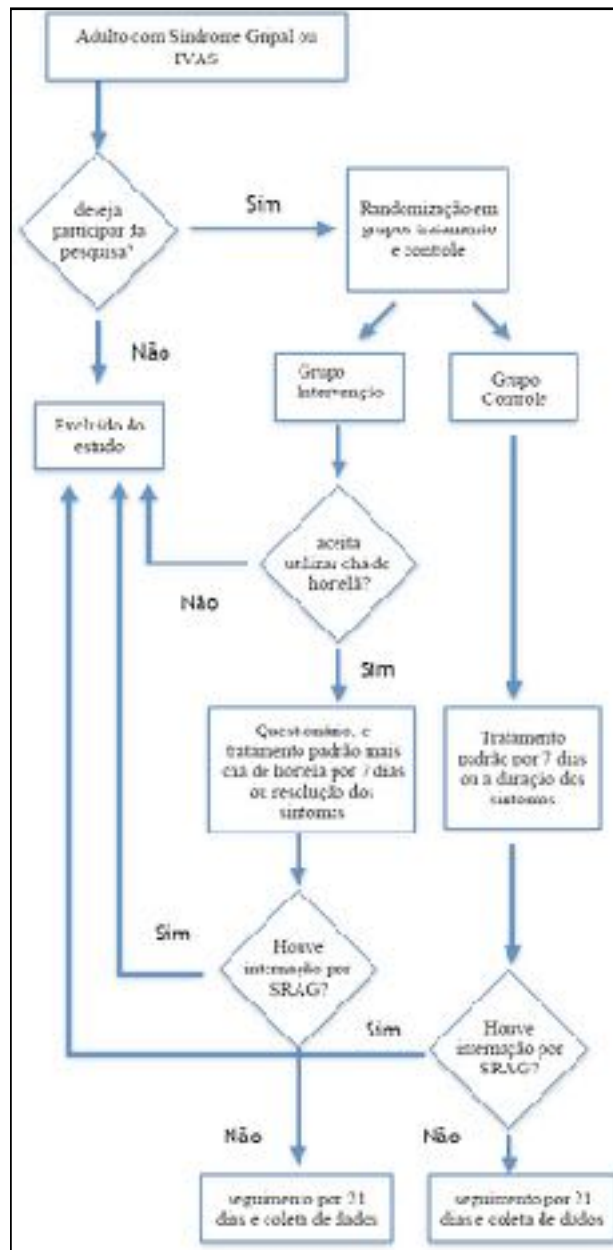 Adulto com Síndrome Gripal ou
IVAS
deseja
participar da
pesquisa?
Sim
Randomização em
grupos tratamento
e controle
Não
Grupo
Intervenção
Grupo
Controle
Excluído do
estudo
aceita
utilizar chá de
hortelã?
Não
Sim
Questionário, e
tratamento padrão mais
chá de hortelã por 7 dias
ou resolução dos
sintomas
Tratamento
padrão por 7 dias
ou a duração dos
sintomas
Sim
Houve
internação por
SRAG?
Sim
Houve
internação por
SRAG?
Não
Não
seguimento por 21
dias e coleta de dados
seguimento por 21
dias e coleta de dados